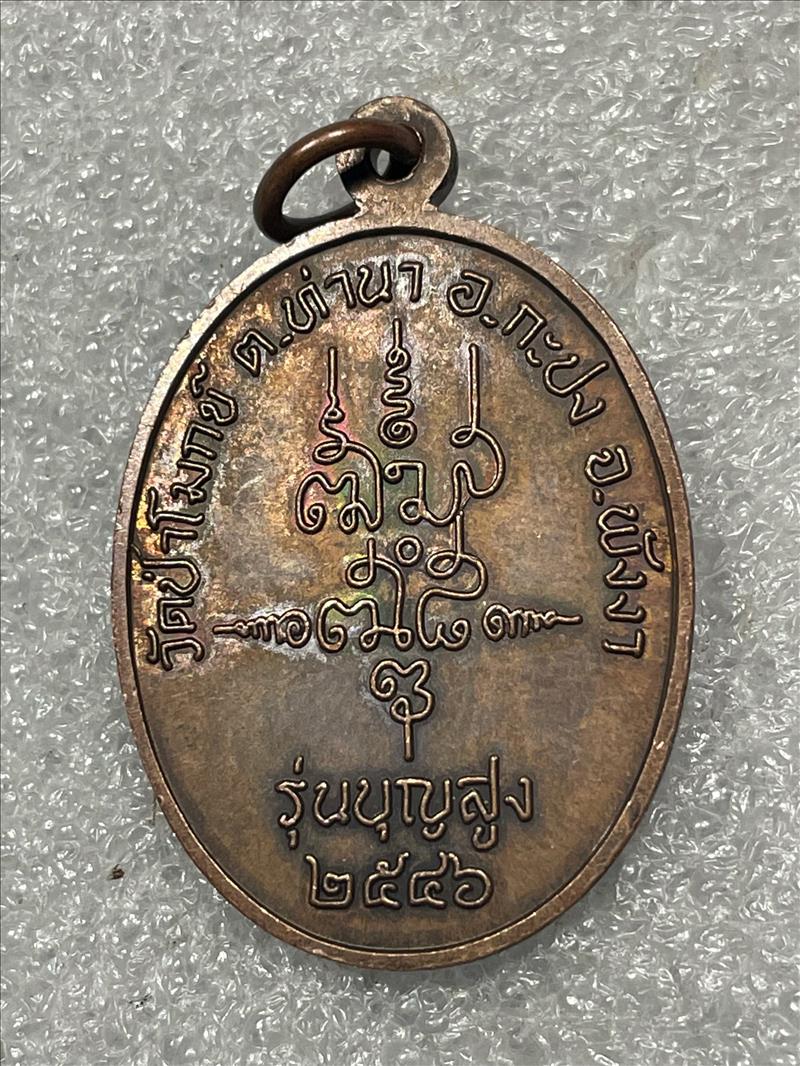 วัดป่าโมกข์ ต.ท่านา อ.กะปง จ.พังงา
รุ่นบุญสูง
๒๕๔๖